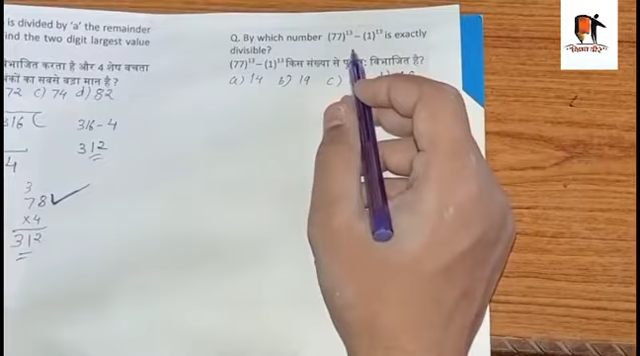 is divided by 'a' the remainder
ind the two digit largest value
विभाजित करता है और 4 शेष बचता
अंकों का सबसे बड़ा मान है ?
72 c) 74 d) 82
316 (
316 - 4
312
4
3
78 ✓
×4
312
Q. By which number (77)¹³ – (1)¹³ is exactly
divisible?
(77)¹³ – (1)¹³ किस संख्या से विभाजित है?
a) 14 b) 19 c)